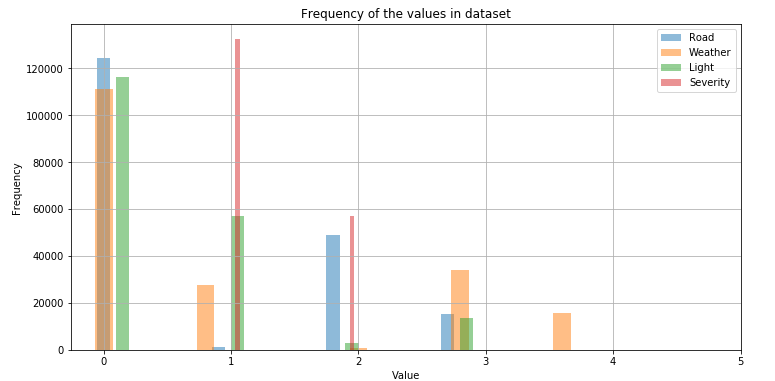 Frequency of the values in dataset
Road
Weather
Light
Severity
120000
100000
80000
60000
40000
20000
0
Frequency
0 1 2 3 4 5
Value